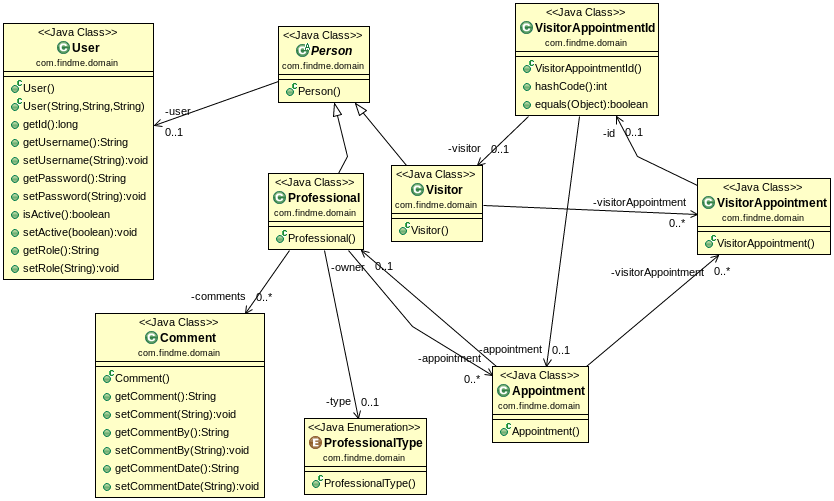 <<Java Class>>
User
com.findme.domain
User()
User(String,String,String)
getId():long
getUsername():String
setUsername(String):void
getPassword():String
setPassword(String):void
isActive():boolean
setActive(boolean):void
getRole():String
setRole(String):void
-user
0..1
<<Java Class>>
Person
com.findme.domain
Person()
<<Java Class>>
VisitorAppointmentId
com.findme.domain
VisitorAppointmentId()
hashCode():int
equals(Object):boolean
-visitor
0..1
-id
0..1
<<Java Class>>
Professional
com.findme.domain
Professional()
<<Java Class>>
Visitor
com.findme.domain
Visitor()
-visitorAppointment
0..*
<<Java Class>>
VisitorAppointment
com.findme.domain
VisitorAppointment()
-owner
0..1
-visitorAppointment
0..*
-comments
0..*
<<Java Class>>
Comment
com.findme.domain
Comment()
getComment():String
setComment(String):void
getCommentBy():String
setCommentBy(String):void
getCommentDate():String
setCommentDate(String):void
-type
0..1
-appointment
0..*
-appointment
0..1
<<Java Enumeration>>
ProfessionalType
com.findme.domain
ProfessionalType()
<<Java Class>>
Appointment
com.findme.domain
Appointment()